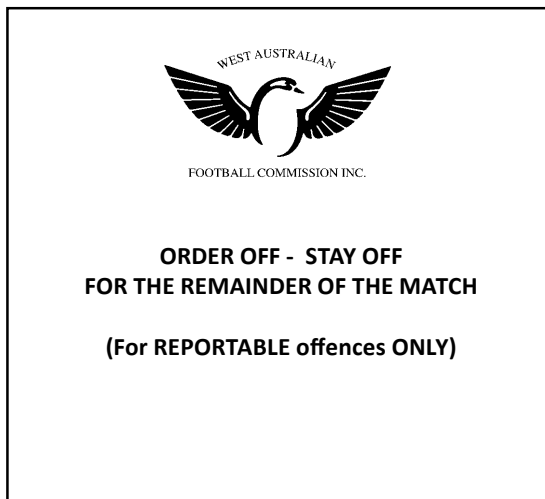 WEST AUSTRALIAN
FOOTBALL COMMISSION INC.
ORDER OFF - STAY OFF
FOR THE REMAINDER OF THE MATCH
(For REPORTABLE offences ONLY)